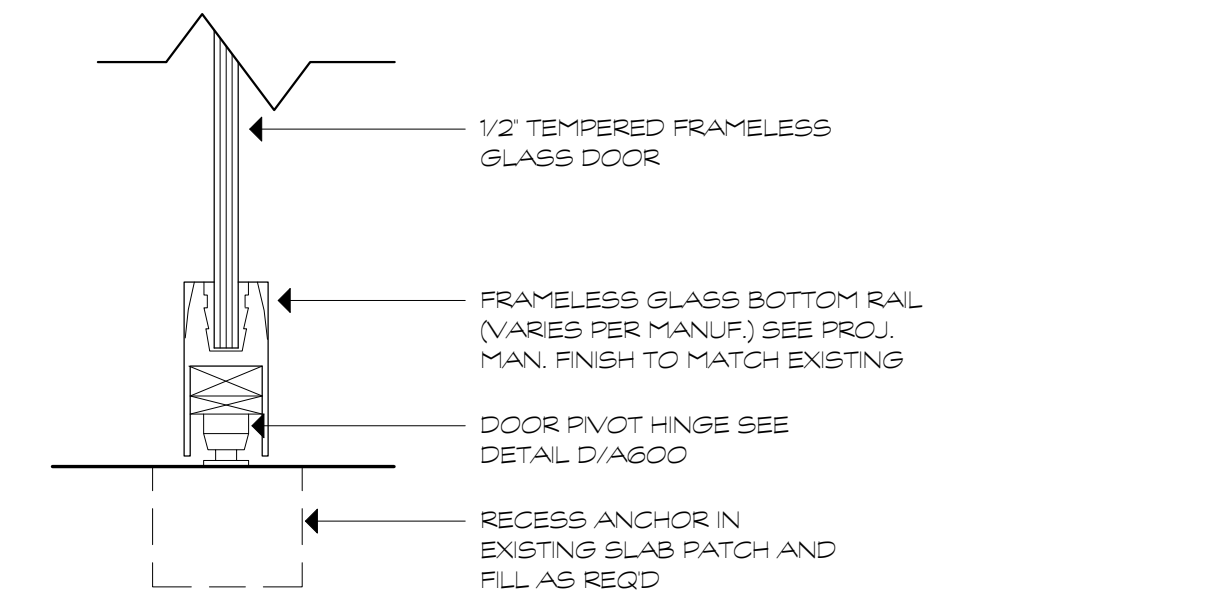 1/2" TEMPERED FRAMELESS
GLASS DOOR
FRAMELESS GLASS BOTTOM RAIL
(VARIES PER MANUF.) SEE PROJ.
MAN. FINISH TO MATCH EXISTING
DOOR PIVOT HINGE SEE
DETAIL D/A600
RECESS ANCHOR IN
EXISTING SLAB PATCH AND
FILL AS REQ'D